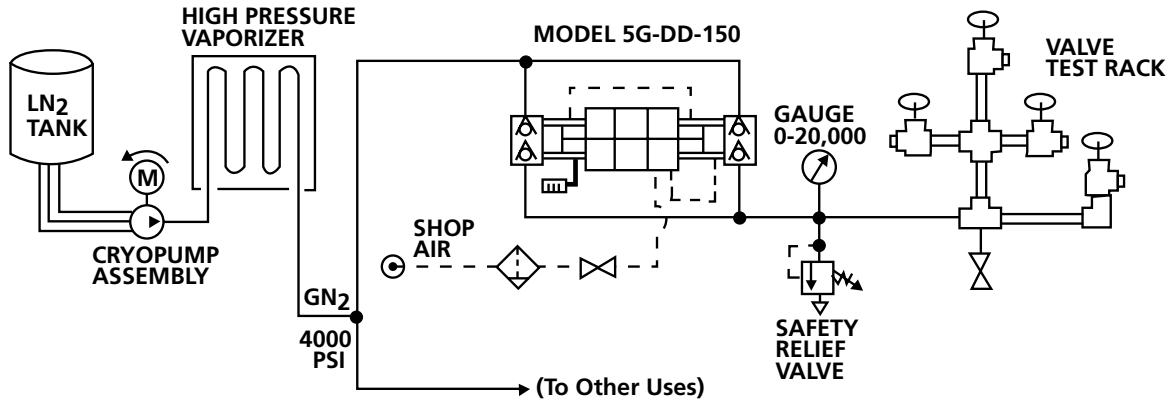 HIGH PRESSURE
VAPORIZER
MODEL 5G-DD-150
VALVE
TEST RACK
LN2
TANK
GAUGE
0-20,000
M
CRYOPUMP
ASSEMBLY
SHOP
AIR
GN2
4000
PSI
SAFETY
RELIEF
VALVE
(To Other Uses)